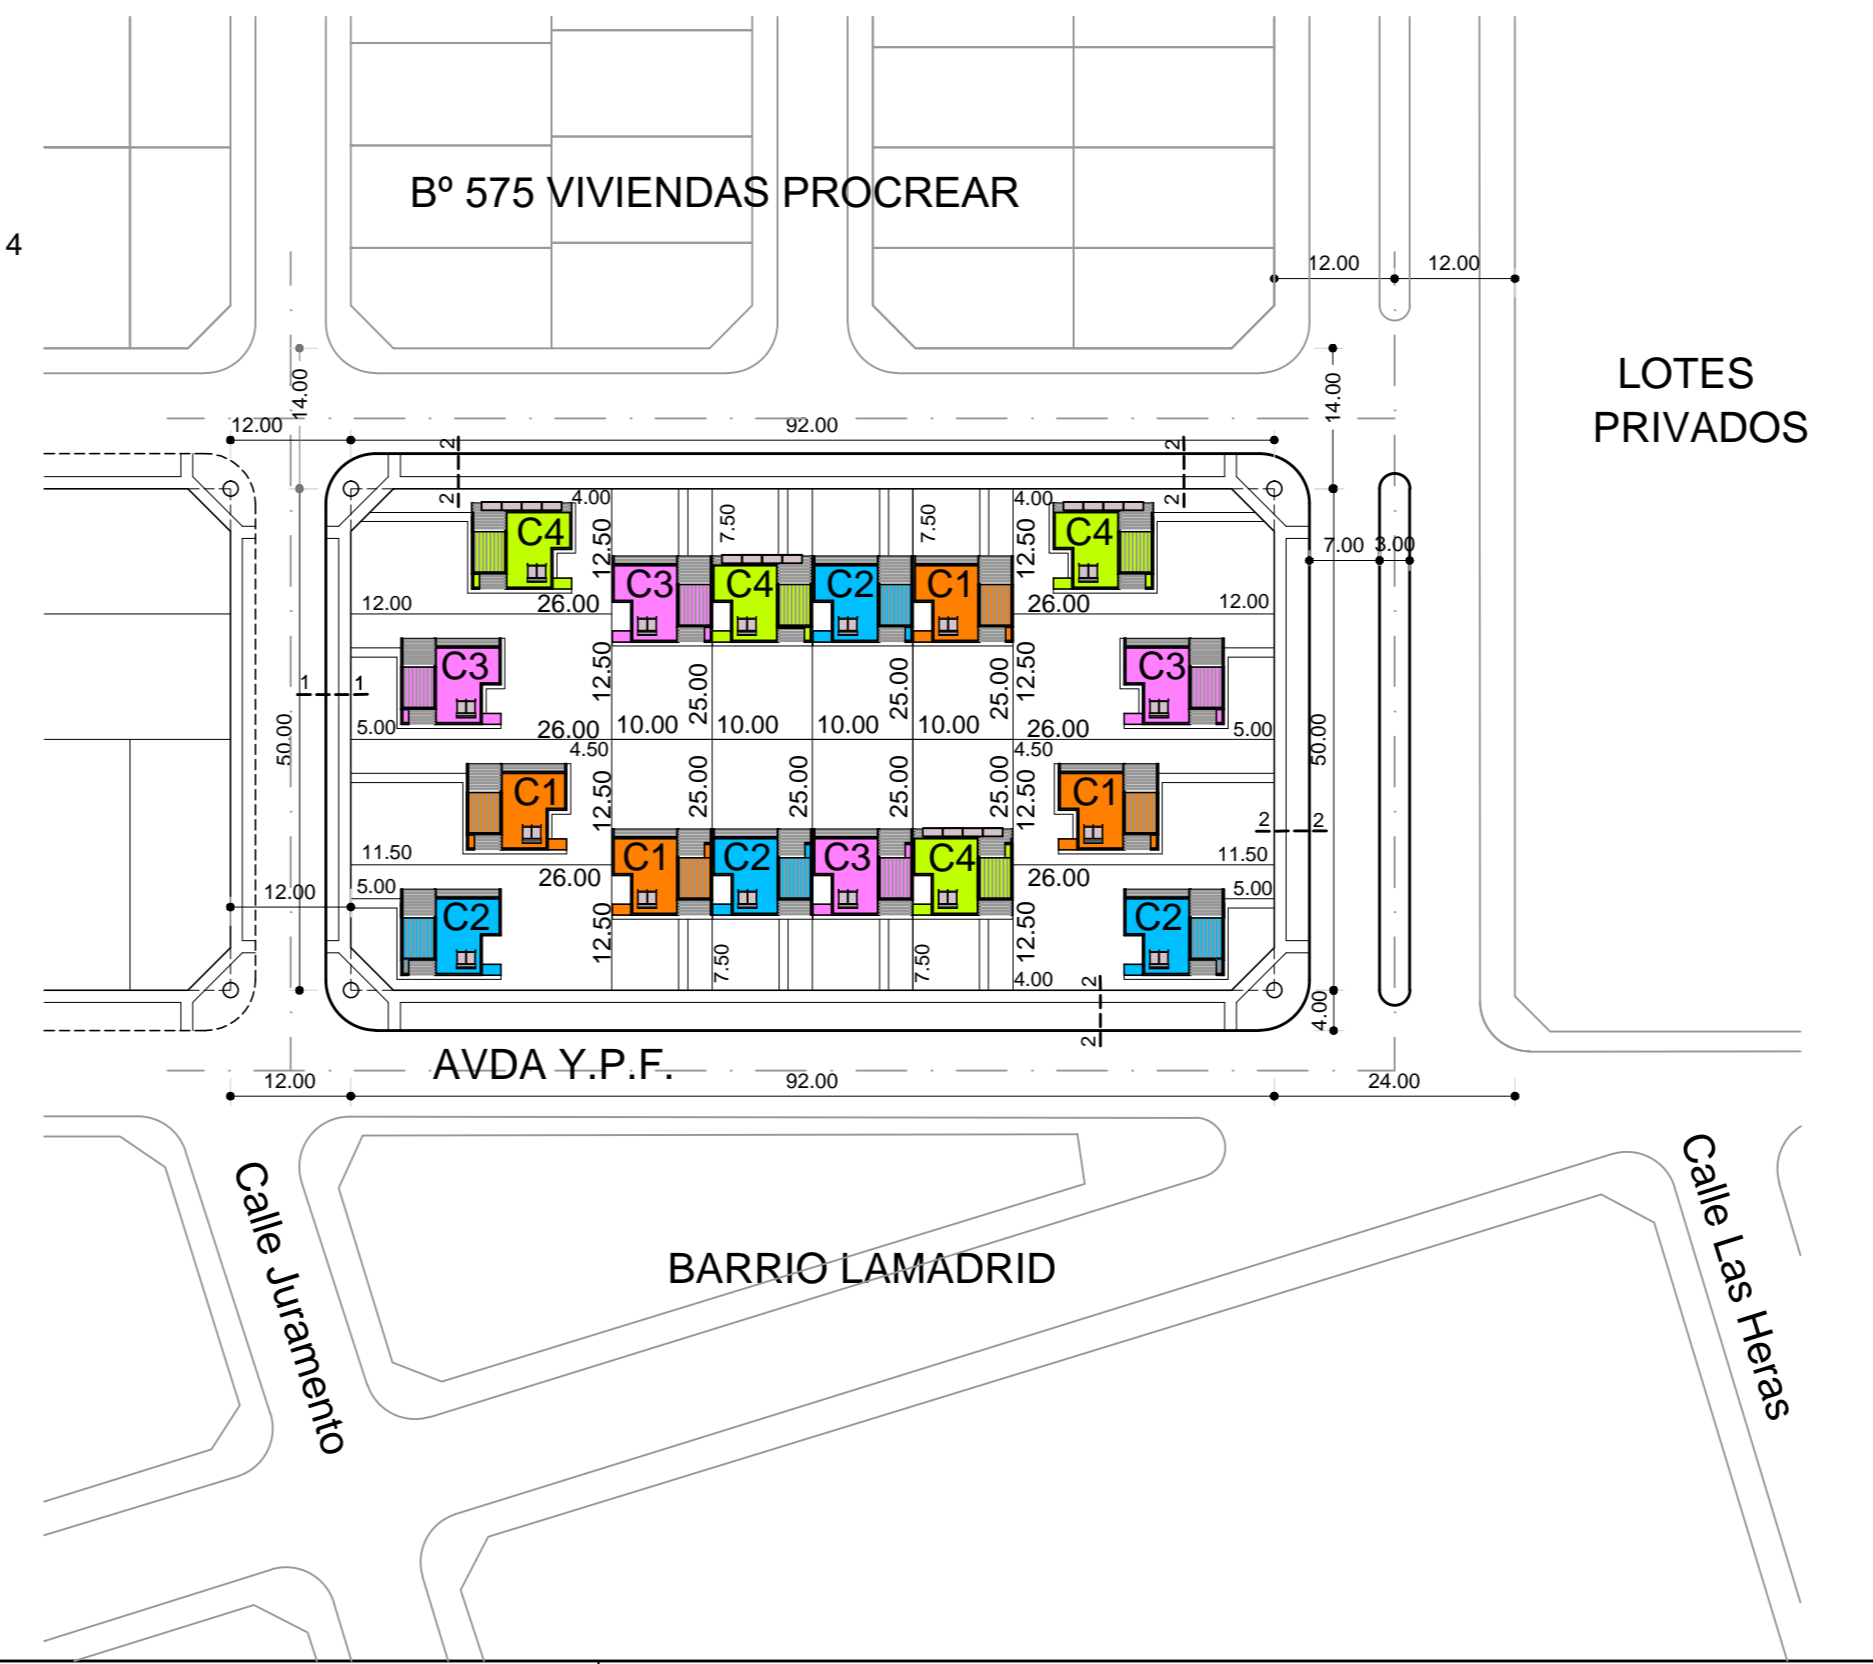 Bº 575 VIVIENDAS PROCREAR
4
12.00 12.00
LOTES
PRIVADOS
14.00 14.00
12.00 92.00
2 2
2 2
4.00 4.00
7.50 7.50
C4 C4
12.50 12.50
7.00 3.00
C3 C4 C2 C1
12.00 26.00 26.00 12.00
C3 C3
12.50 25.00 25.00 25.00 12.50
1 1
5.00 26.00 10.00 10.00 10.00 10.00 26.00 5.00
50.00 50.00
4.50 4.50
C1 C1
12.50 25.00 25.00 25.00 25.00 12.50
2 2
C1 C2 C3 C4
11.50 26.00 26.00 11.50
5.00 5.00
12.00
C2 C2
12.50 7.50 7.50 12.50
4.00 2
2
4.00
AVDA Y.P.F.
12.00 92.00 24.00
Calle Juramento
BARRIO LAMADRID
Calle Las Heras